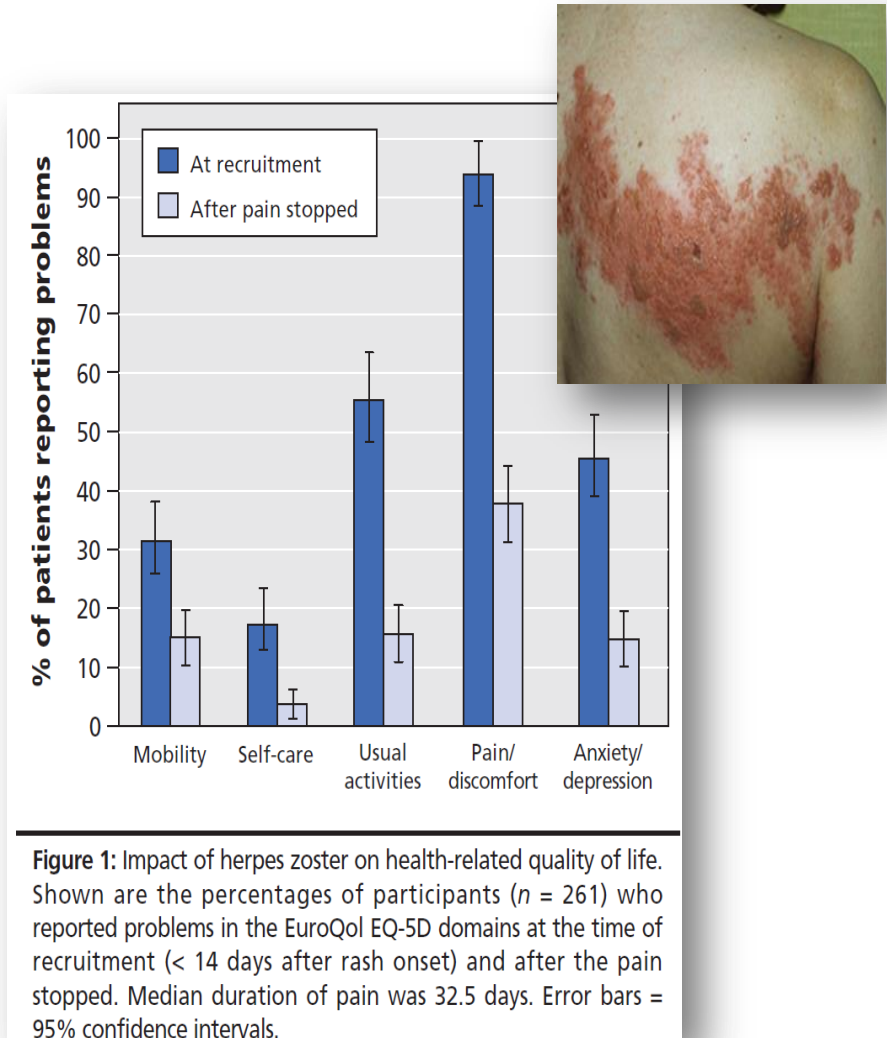 % of patients reporting problems
100
90
80
70
60
50
40
30
20
10
0
At recruitment
After pain stopped
Mobility
Self-care
Usual
activities
Pain/
discomfort
Anxiety/
depression
Figure 1: Impact of herpes zoster on health-related quality of life.
Shown are the percentages of participants (n = 261) who
reported problems in the EuroQol EQ-5D domains at the time of
recruitment (< 14 days after rash onset) and after the pain
stopped. Median duration of pain was 32.5 days. Error bars =
95% confidence intervals.